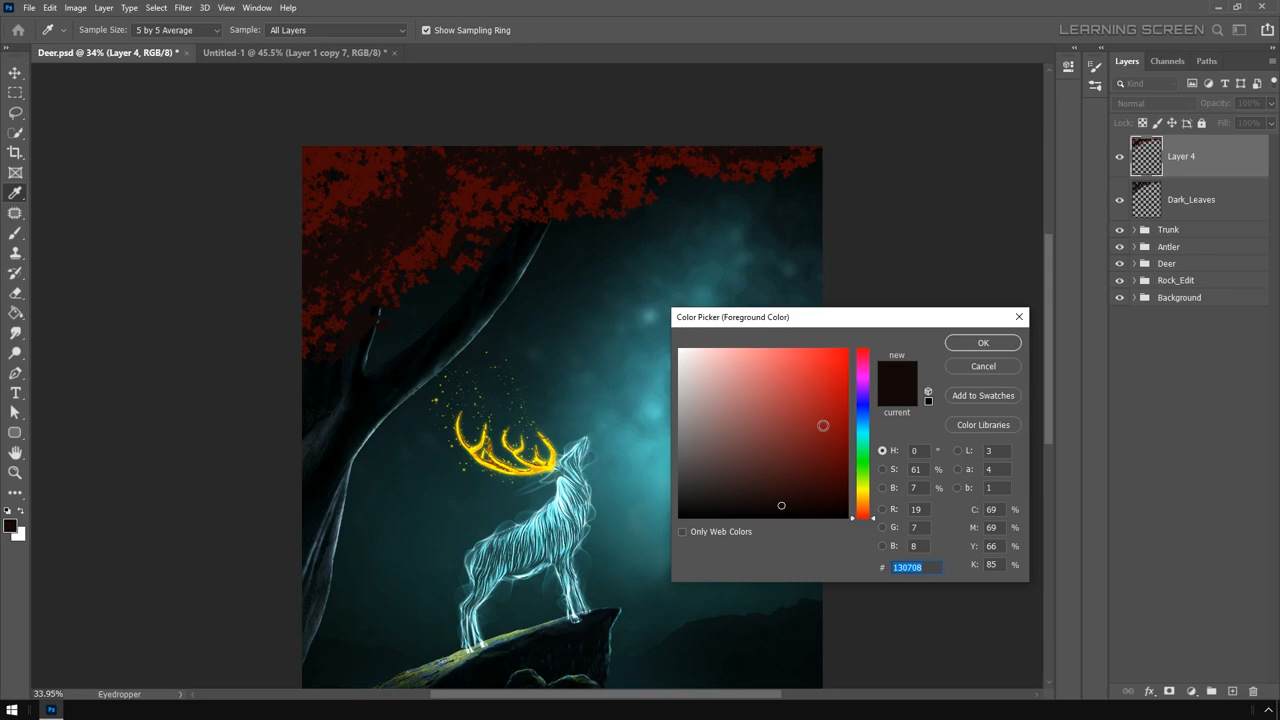 File Edit Image Layer Type Select Filter 3D View Window Help
Sample Size: 5 by 5 Average Sample: All Layers Show Sampling Ring LEARNING SCREEN
Deer.psd @ 34% (Layer 4, RGB/8) * × Untitled-1 @ 45.5% (Layer 1 copy 7, RGB/8) * ×
Layers Channels Paths
Kind
Normal Opacity: 100%
Lock: Fill: 100%
Layer 4
Dark_Leaves
Trunk
Antler
Deer
Rock_Edit
Background
Color Picker (Foreground Color)
new
current
OK
Cancel
Add to Swatches
Color Libraries
H: 0 ° L: 3
S: 61 % a: 4
B: 7 % b: 1
R: 19 C: 69 %
G: 7 M: 69 %
B: 8 Y: 66 %
# 130708 K: 85 %
Only Web Colors
33.95% Eyedropper
Ps